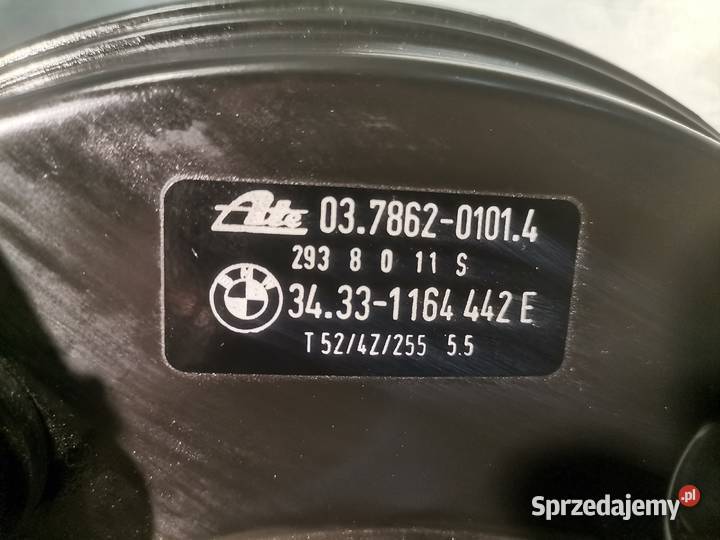 Ate 03.7862-0101.4
293 8 0 11 S
BMW 34.33-1164 442 E
T 52/4Z/255 5.5
Sprzedajemy.pl